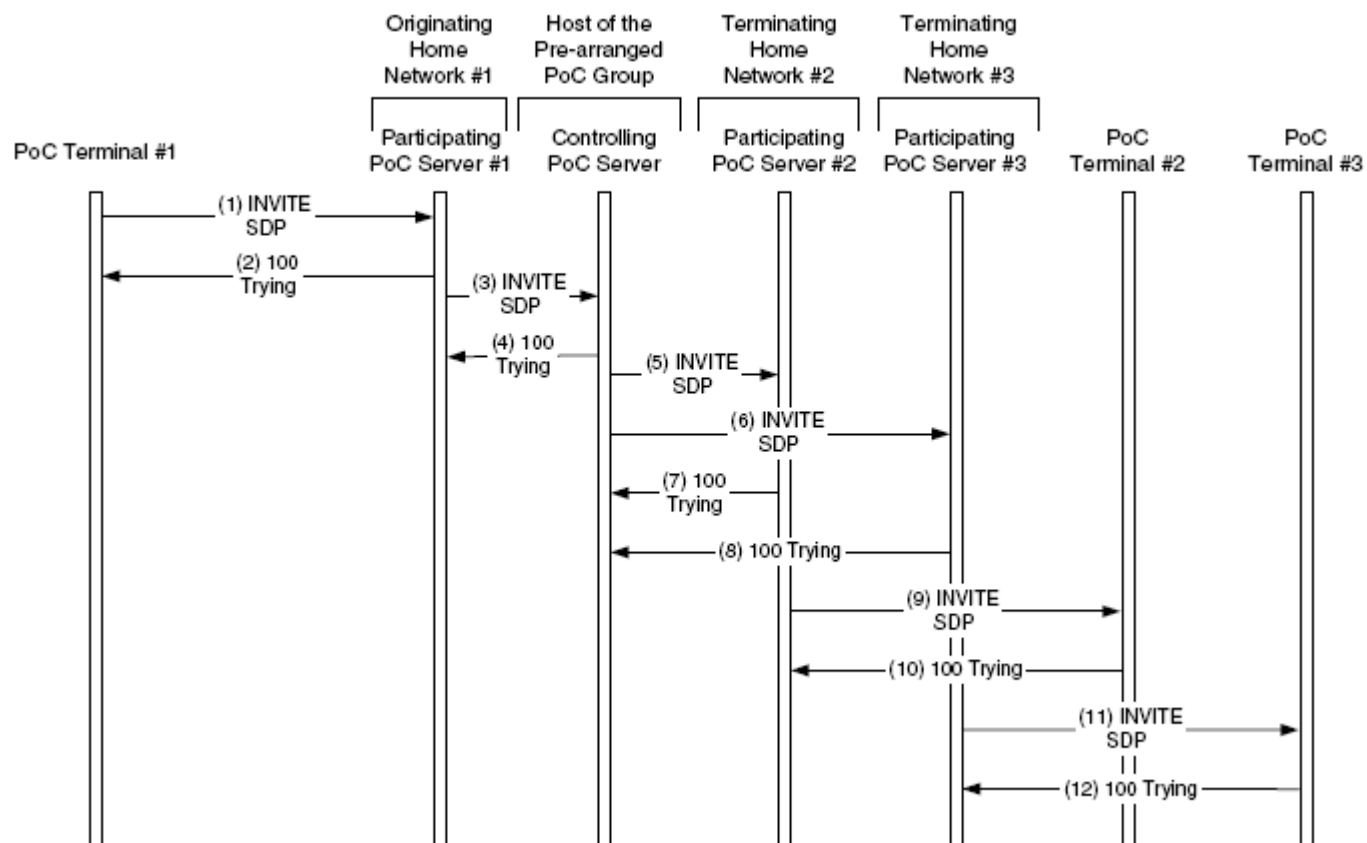 Originating
Home
Network #1
Host of the
Pre-arranged
PoC Group
Terminating
Home
Network #2
Terminating
Home
Network #3
PoC Terminal #1
Participating
PoC Server #1
Controlling
PoC Server
Participating
PoC Server #2
Participating
PoC Server #3
PoC
Terminal #2
PoC
Terminal #3
(1) INVITE
SDP
(2) 100
Trying
(3) INVITE
SDP
(4) 100
Trying
(5) INVITE
SDP
(6) INVITE
SDP
(7) 100
Trying
(8) 100 Trying
(9) INVITE
SDP
(10) 100 Trying
(11) INVITE
SDP
(12) 100 Trying